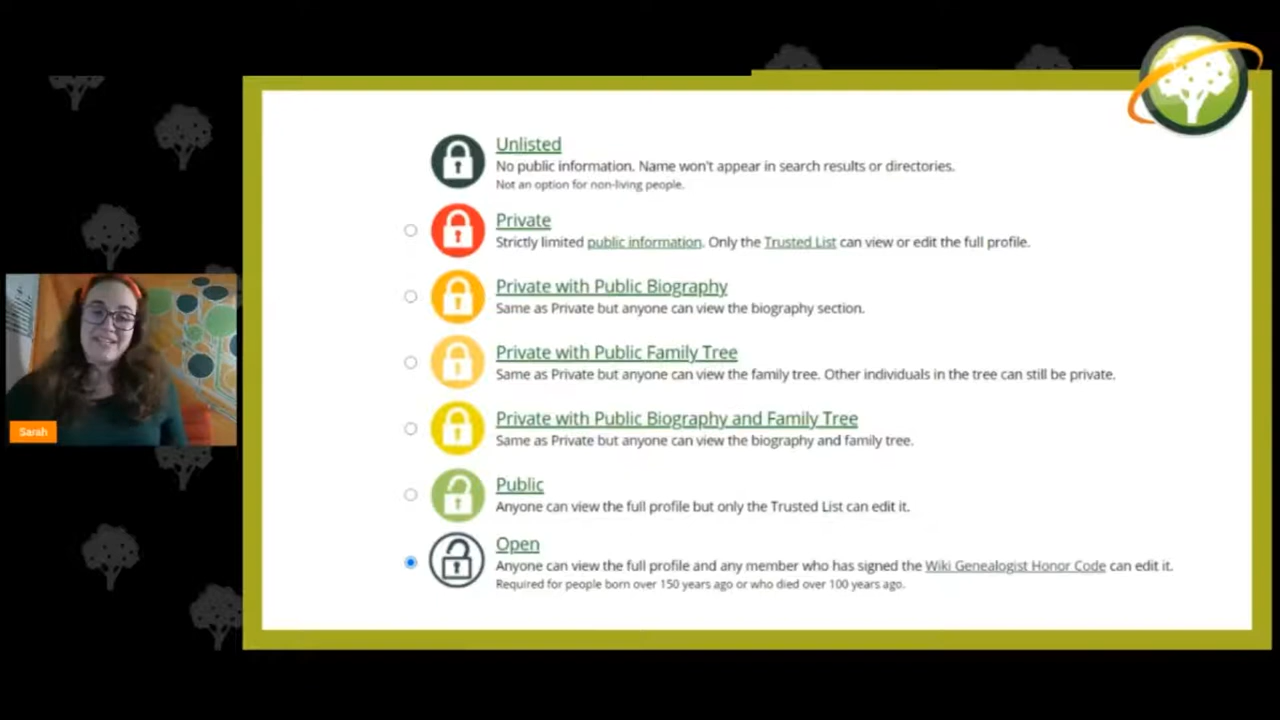 Unlisted
No public information. Name won't appear in search results or directories.
Not an option for non-living people.
Private
Strictly limited public information. Only the Trusted List can view or edit the full profile.
Private with Public Biography
Same as Private but anyone can view the biography section.
Private with Public Family Tree
Same as Private but anyone can view the family tree. Other individuals in the tree can still be private.
Private with Public Biography and Family Tree
Same as Private but anyone can view the biography and family tree.
Public
Anyone can view the full profile but only the Trusted List can edit it.
Open
Anyone can view the full profile and any member who has signed the Wiki Genealogist Honor Code can edit it.
Required for people born over 150 years ago or who died over 100 years ago.
Sarah